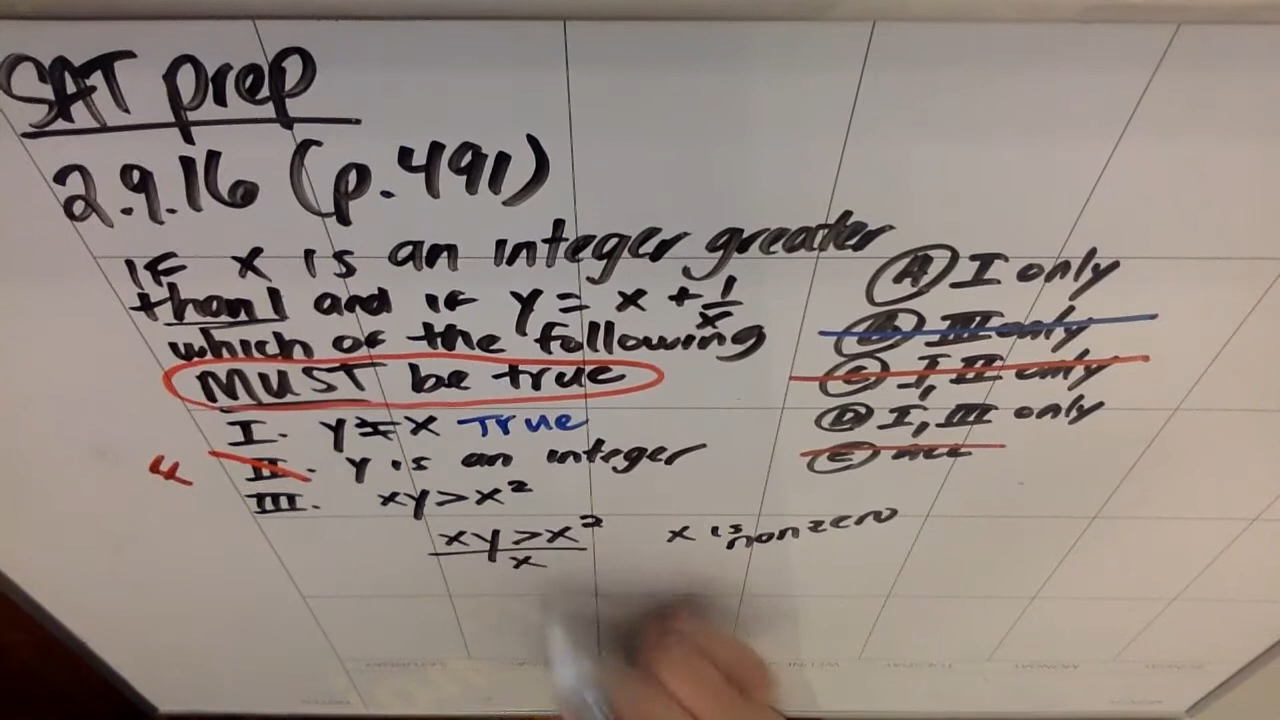 SAT prep
2.9.16 (p.491)
IF x is an integer greater
than 1 and if y = x + 1/x
which of the following
MUST be true
I. y ≠ x True
II. y is an integer
III. xy > x²
xy > x² x is nonzero
x
A I only
B III only
C I, II only
D I, III only
E ALL